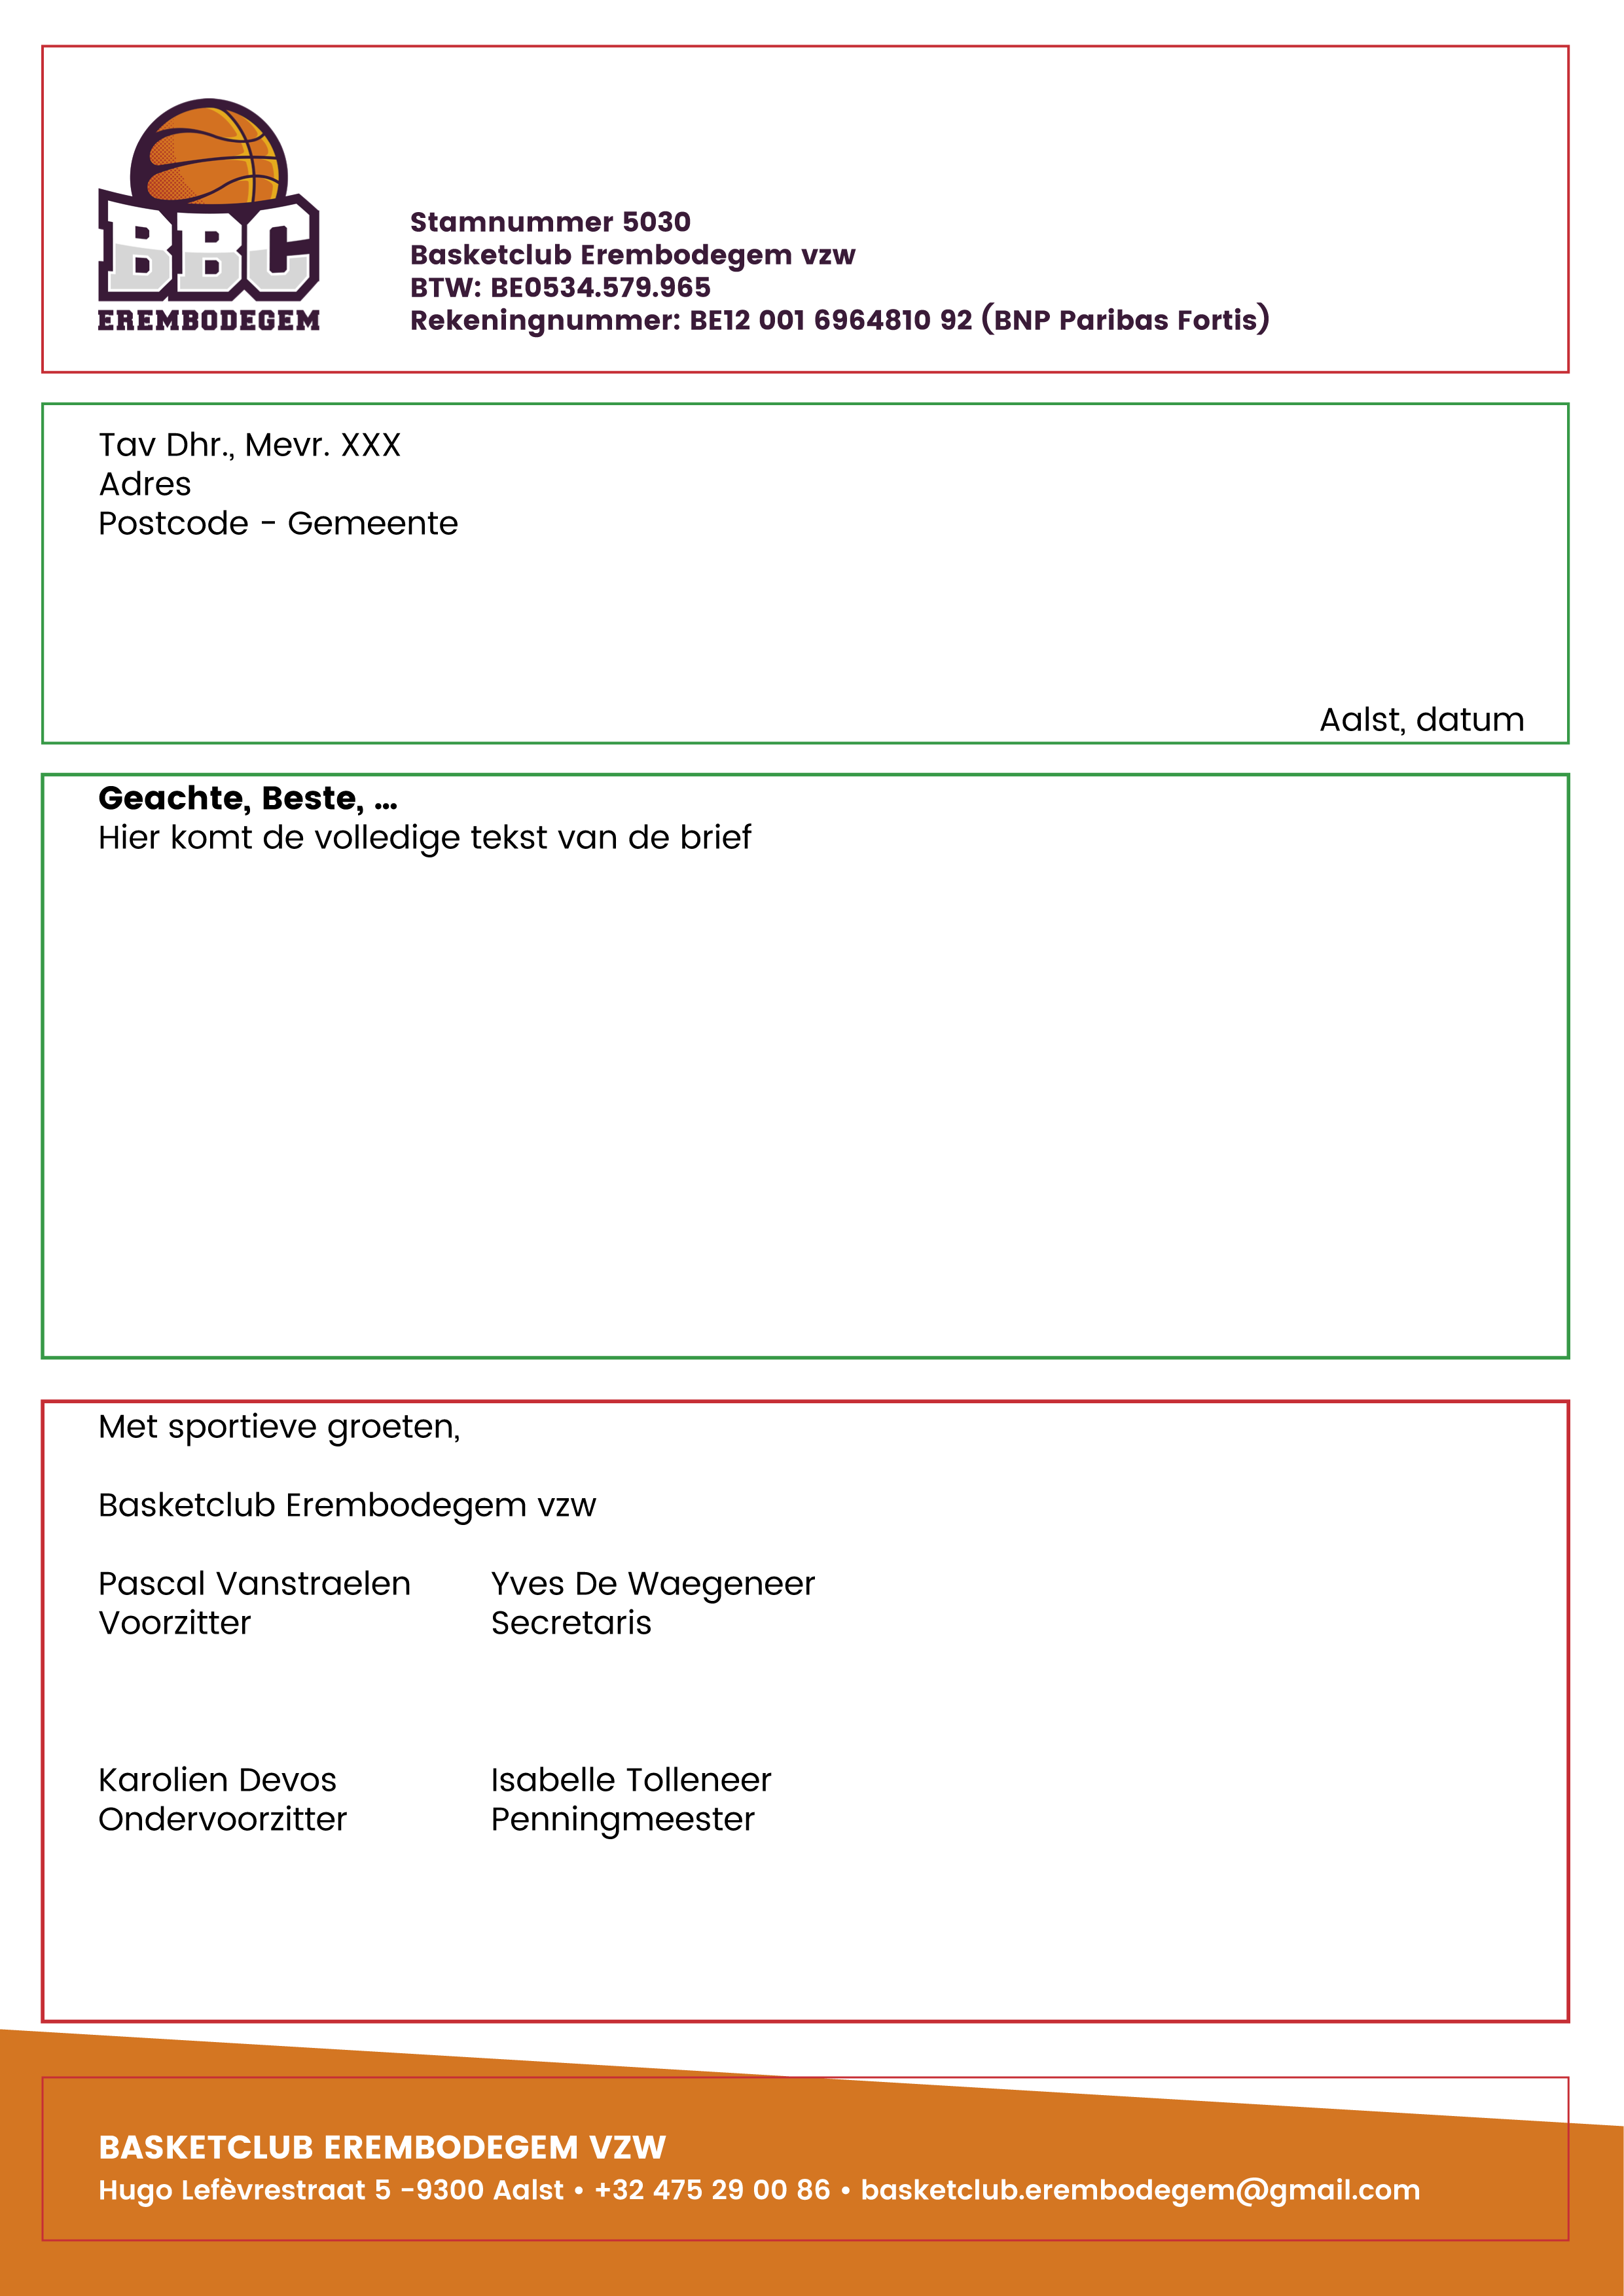 BBC
EREMBODEGEM
Stamnummer 5030
Basketclub Erembodegem vzw
BTW: BE0534.579.965
Rekeningnummer: BE12 001 6964810 92 (BNP Paribas Fortis)
Tav Dhr., Mevr. XXX
Adres
Postcode - Gemeente
Aalst, datum
Geachte, Beste, ...
Hier komt de volledige tekst van de brief
Met sportieve groeten,
Basketclub Erembodegem vzw
Pascal Vanstraelen Yves De Waegeneer
Voorzitter Secretaris
Karolien Devos Isabelle Tolleneer
Ondervoorzitter Penningmeester
BASKETCLUB EREMBODEGEM VZW
Hugo Lefèvrestraat 5 -9300 Aalst • +32 475 29 00 86 • basketclub.erembodegem@gmail.com